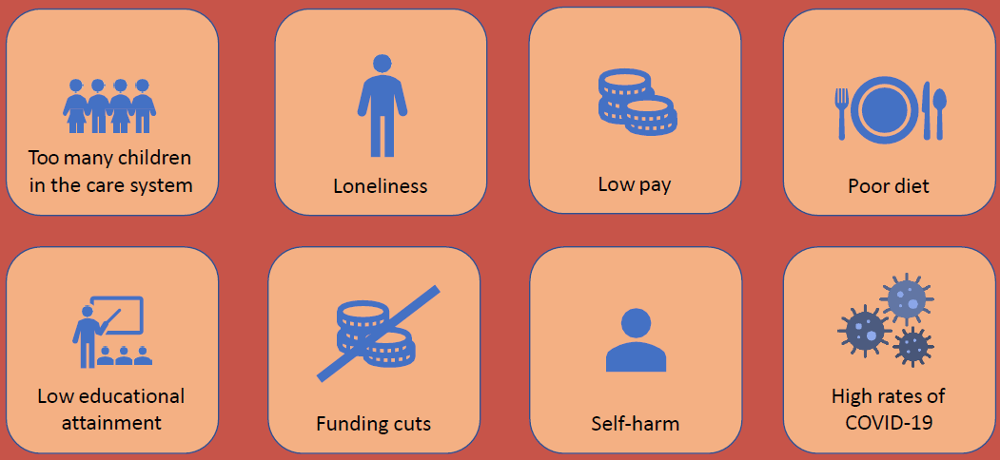 Too many children
in the care system
Loneliness
Low pay
Poor diet
Low educational
attainment
Funding cuts
Self-harm
High rates of
COVID-19